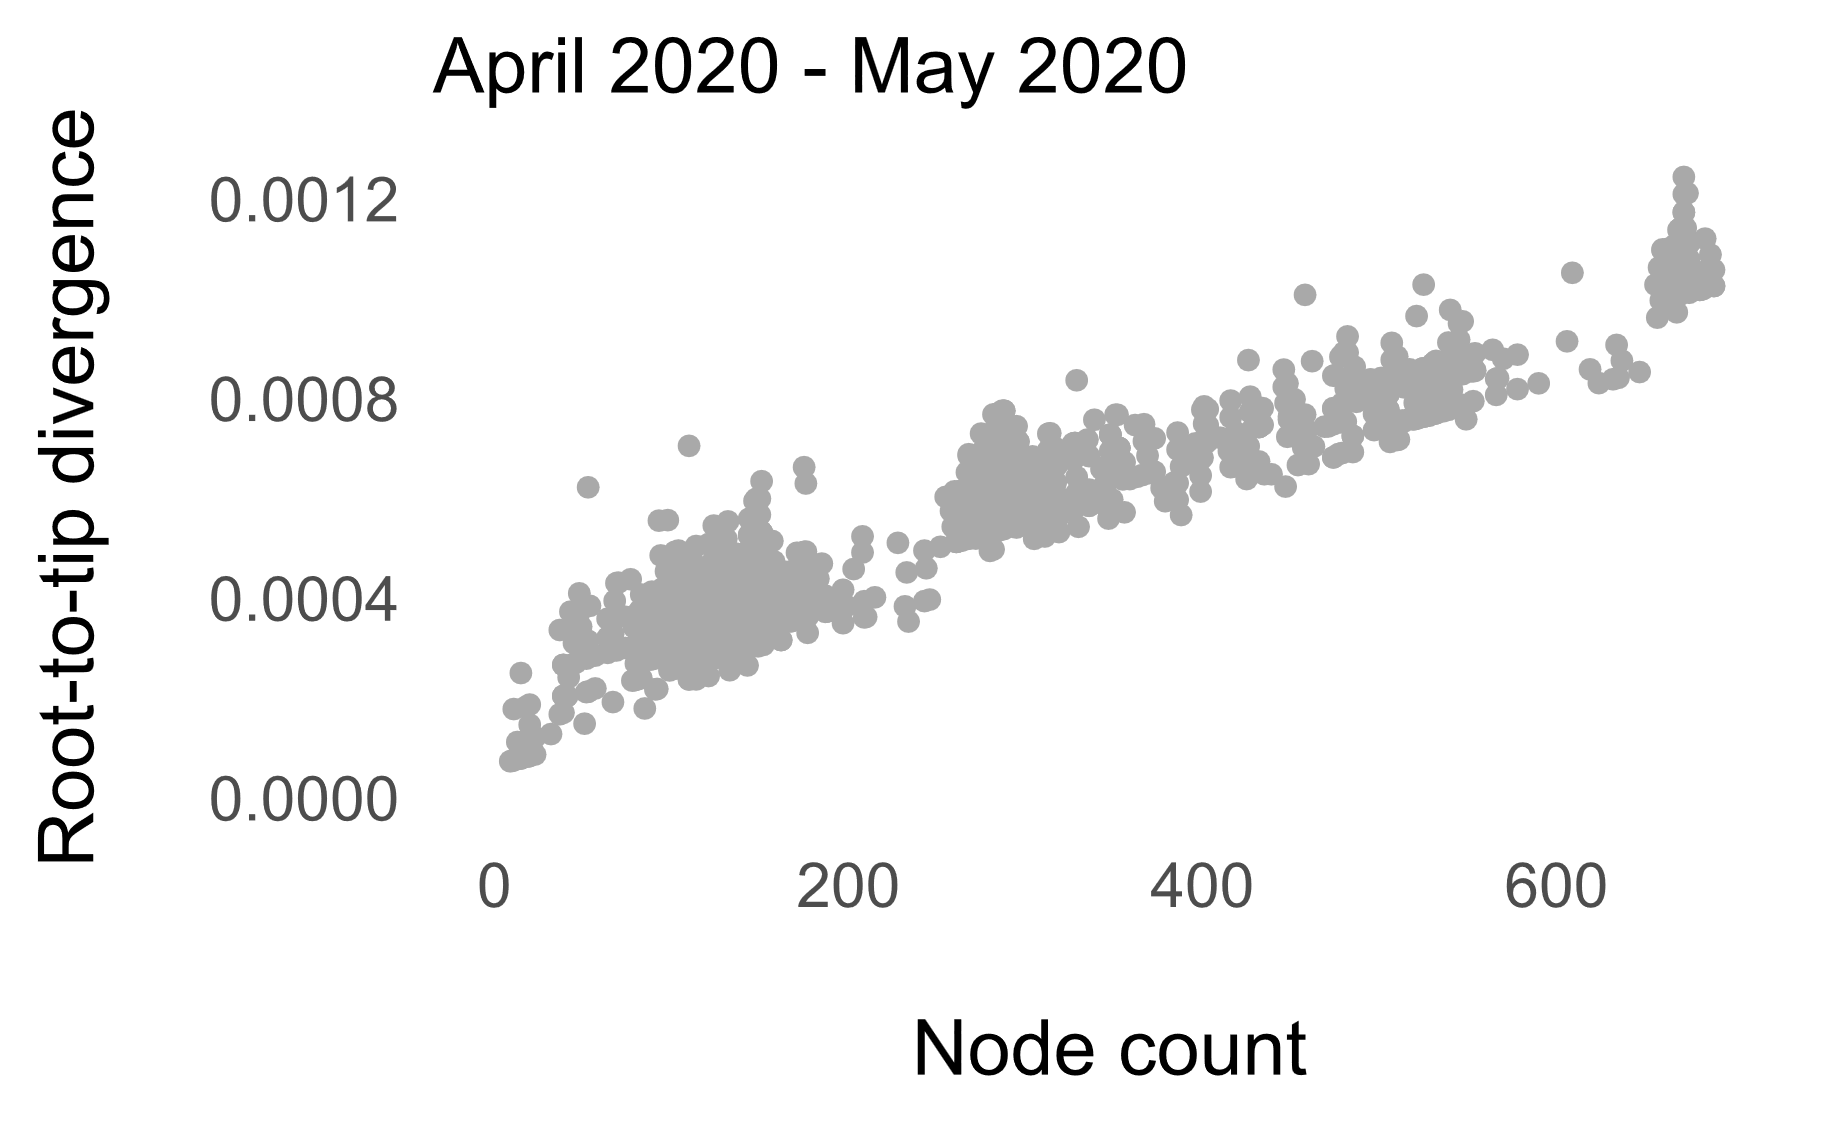 April 2020 - May 2020
Root-to-tip divergence
0.0012
0.0008
0.0004
0.0000
0 200 400 600
Node count